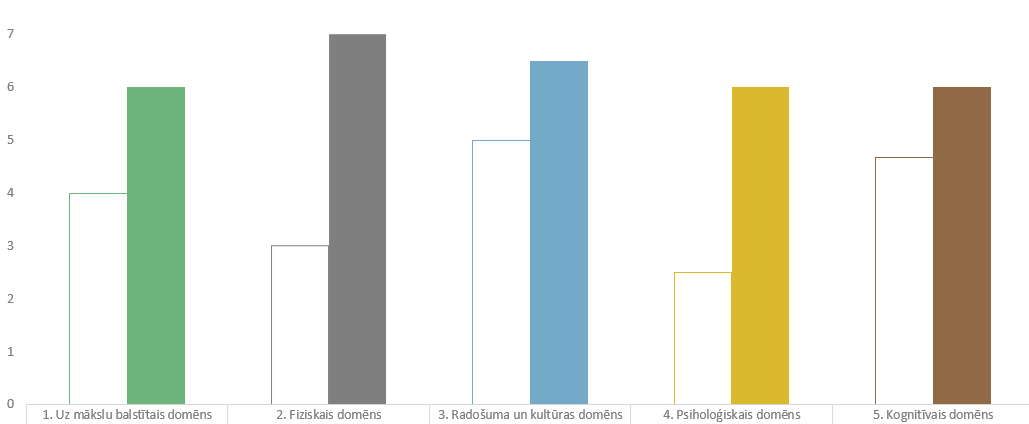 7
6
5
4
3
2
1
0
1. Uz mākslu balstītais domēns
2. Fiziskais domēns
3. Radošuma un kultūras domēns
4. Psiholoģiskais domēns
5. Kognitīvais domēns